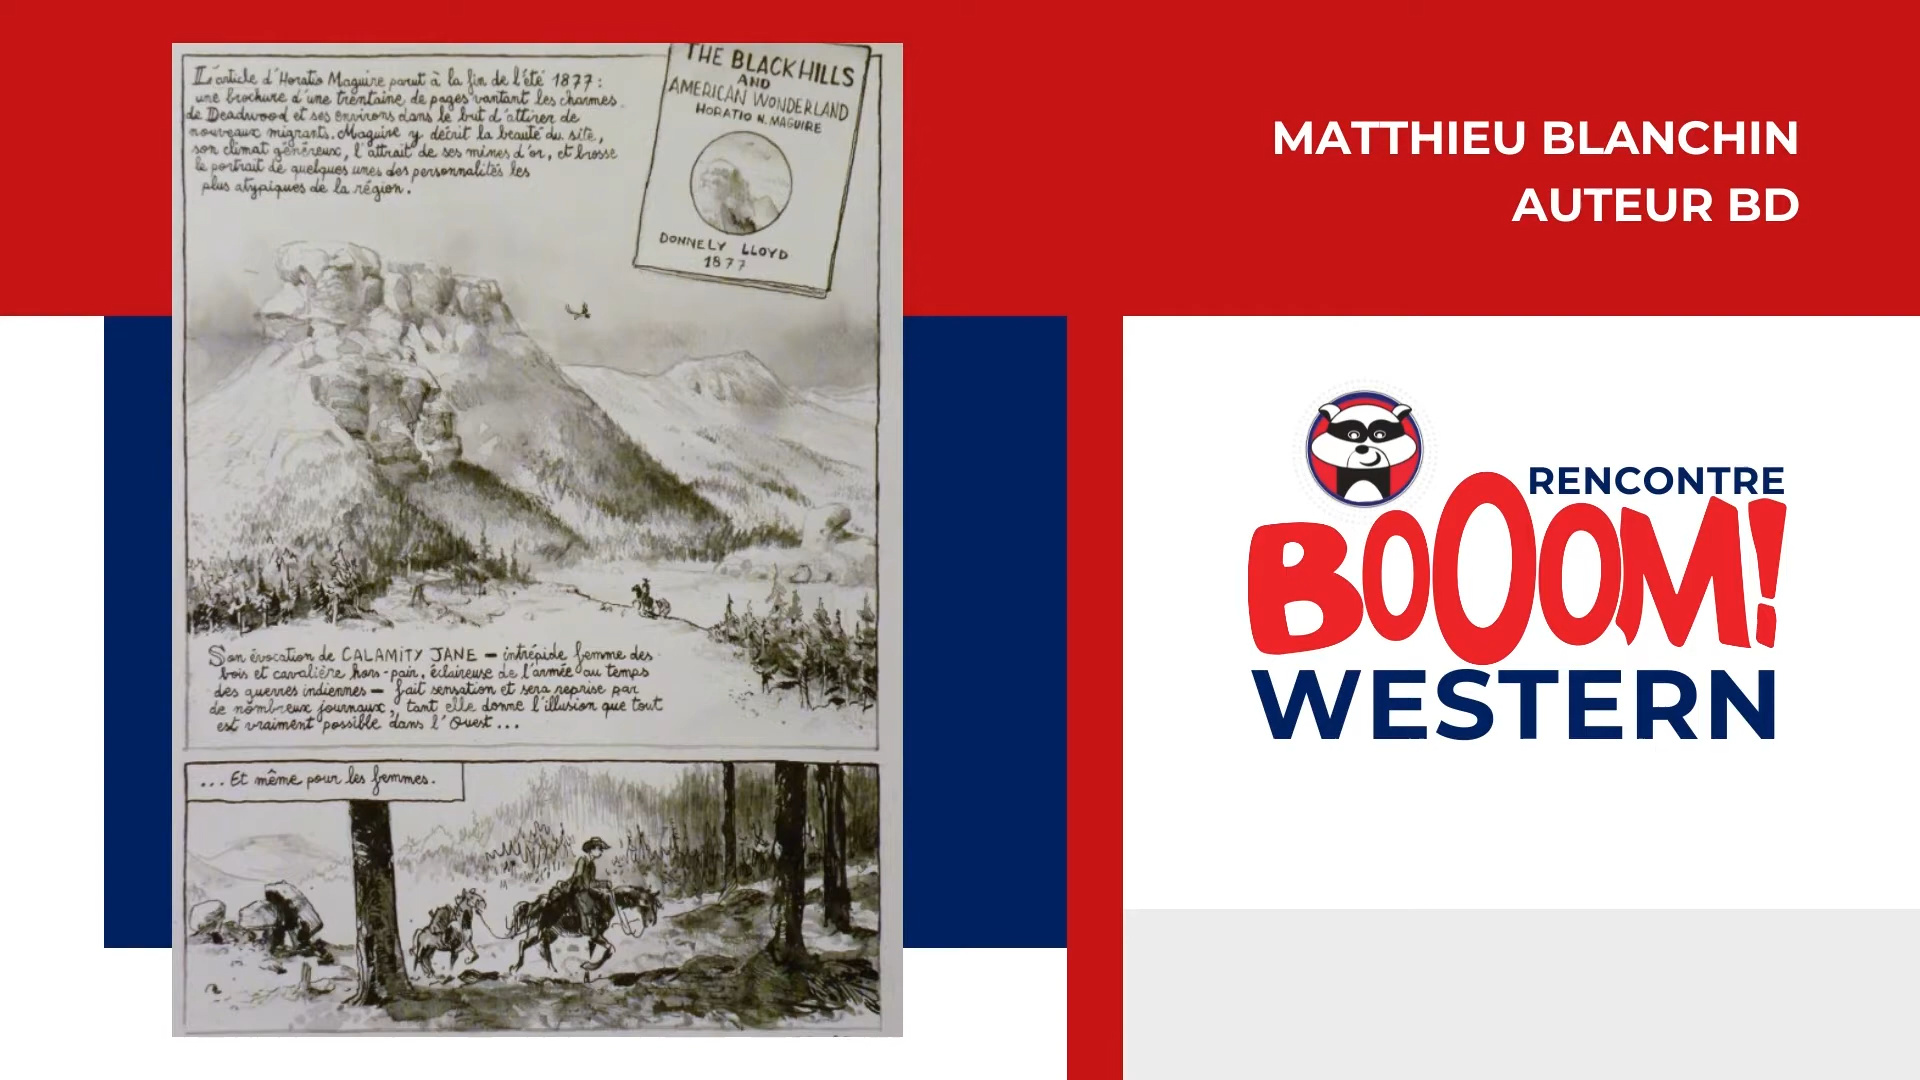 L'article d'Horatio Maguire parut à la fin de l'été 1877 :
une brochure d'une trentaine de pages vantant les charmes
de Deadwood et ses environs dans le but d'attirer de
nouveaux migrants. Maguire y décrit la beauté du site,
son climat généreux, l'attrait de ses mines d'or, et brosse
le portrait de quelques unes des personnalités les
plus atypiques de la région.
THE BLACK HILLS
AND
AMERICAN WONDERLAND
HORATIO N. MAGUIRE
DONNELY LLOYD
1877
Son évocation de CALAMITY JANE – intrépide femme des
bois et cavalière hors-pair, éclaireuse de l'armée au temps
des guerres indiennes – fait sensation et sera reprise par
de nombreux journaux, tant elle donne l'illusion que tout
est vraiment possible dans l'Ouest...
... Et même pour les femmes.
MATTHIEU BLANCHIN
AUTEUR BD
RENCONTRE
BOOOM!
WESTERN